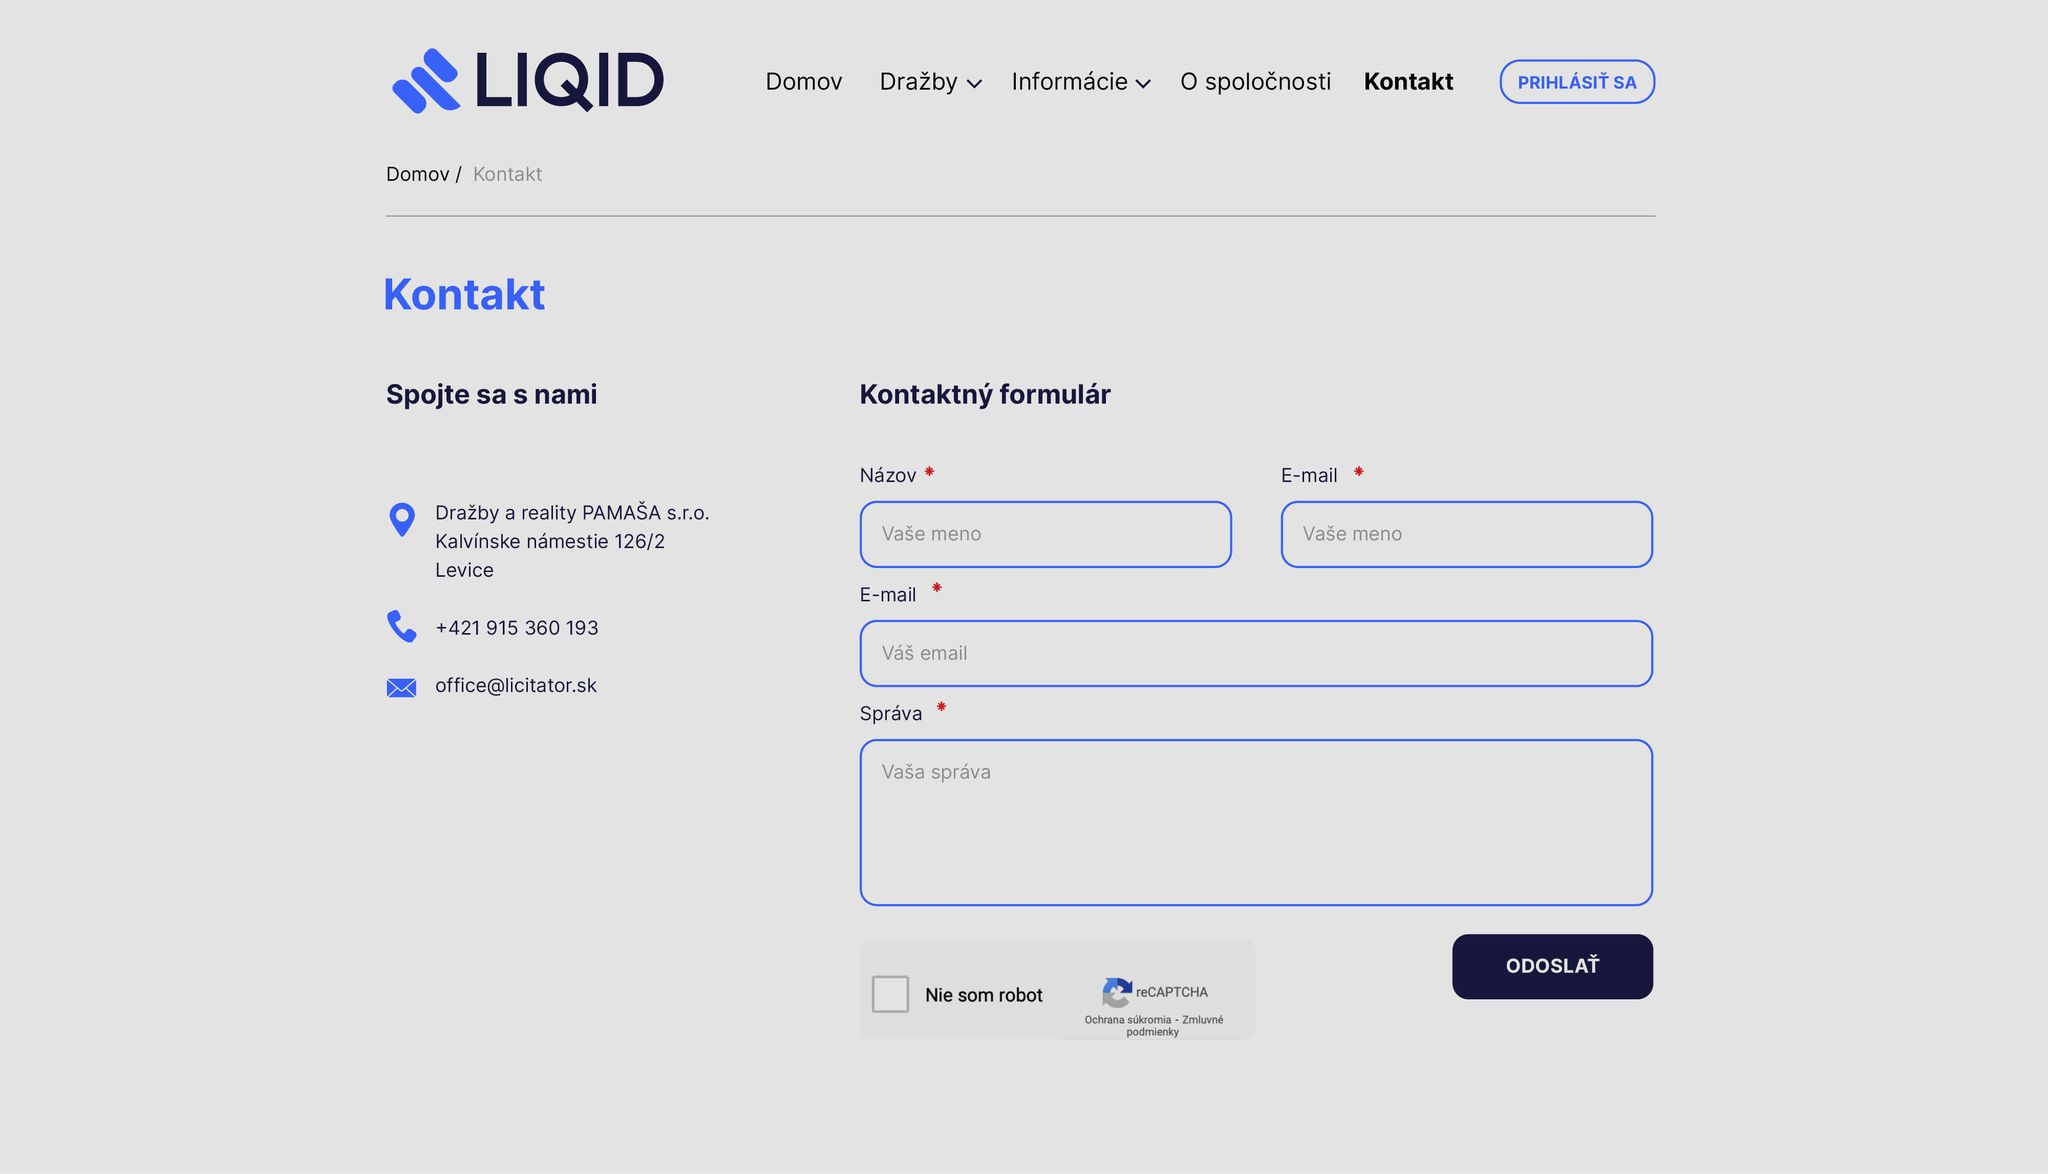 LIQID
Domov Dražby Informácie O spoločnosti Kontakt PRIHLÁSIŤ SA
Domov / Kontakt
Kontakt
Spojte sa s nami
Dražby a reality PAMAŠA s.r.o.
Kalvínske námestie 126/2
Levice
+421 915 360 193
office@licitator.sk
Kontaktný formulár
Názov * E-mail *
Vaše meno Vaše meno
E-mail *
Váš email
Správa *
Vaša správa
Nie som robot
reCAPTCHA
Ochrana súkromia - Zmluvné
podmienky
ODOSLAŤ